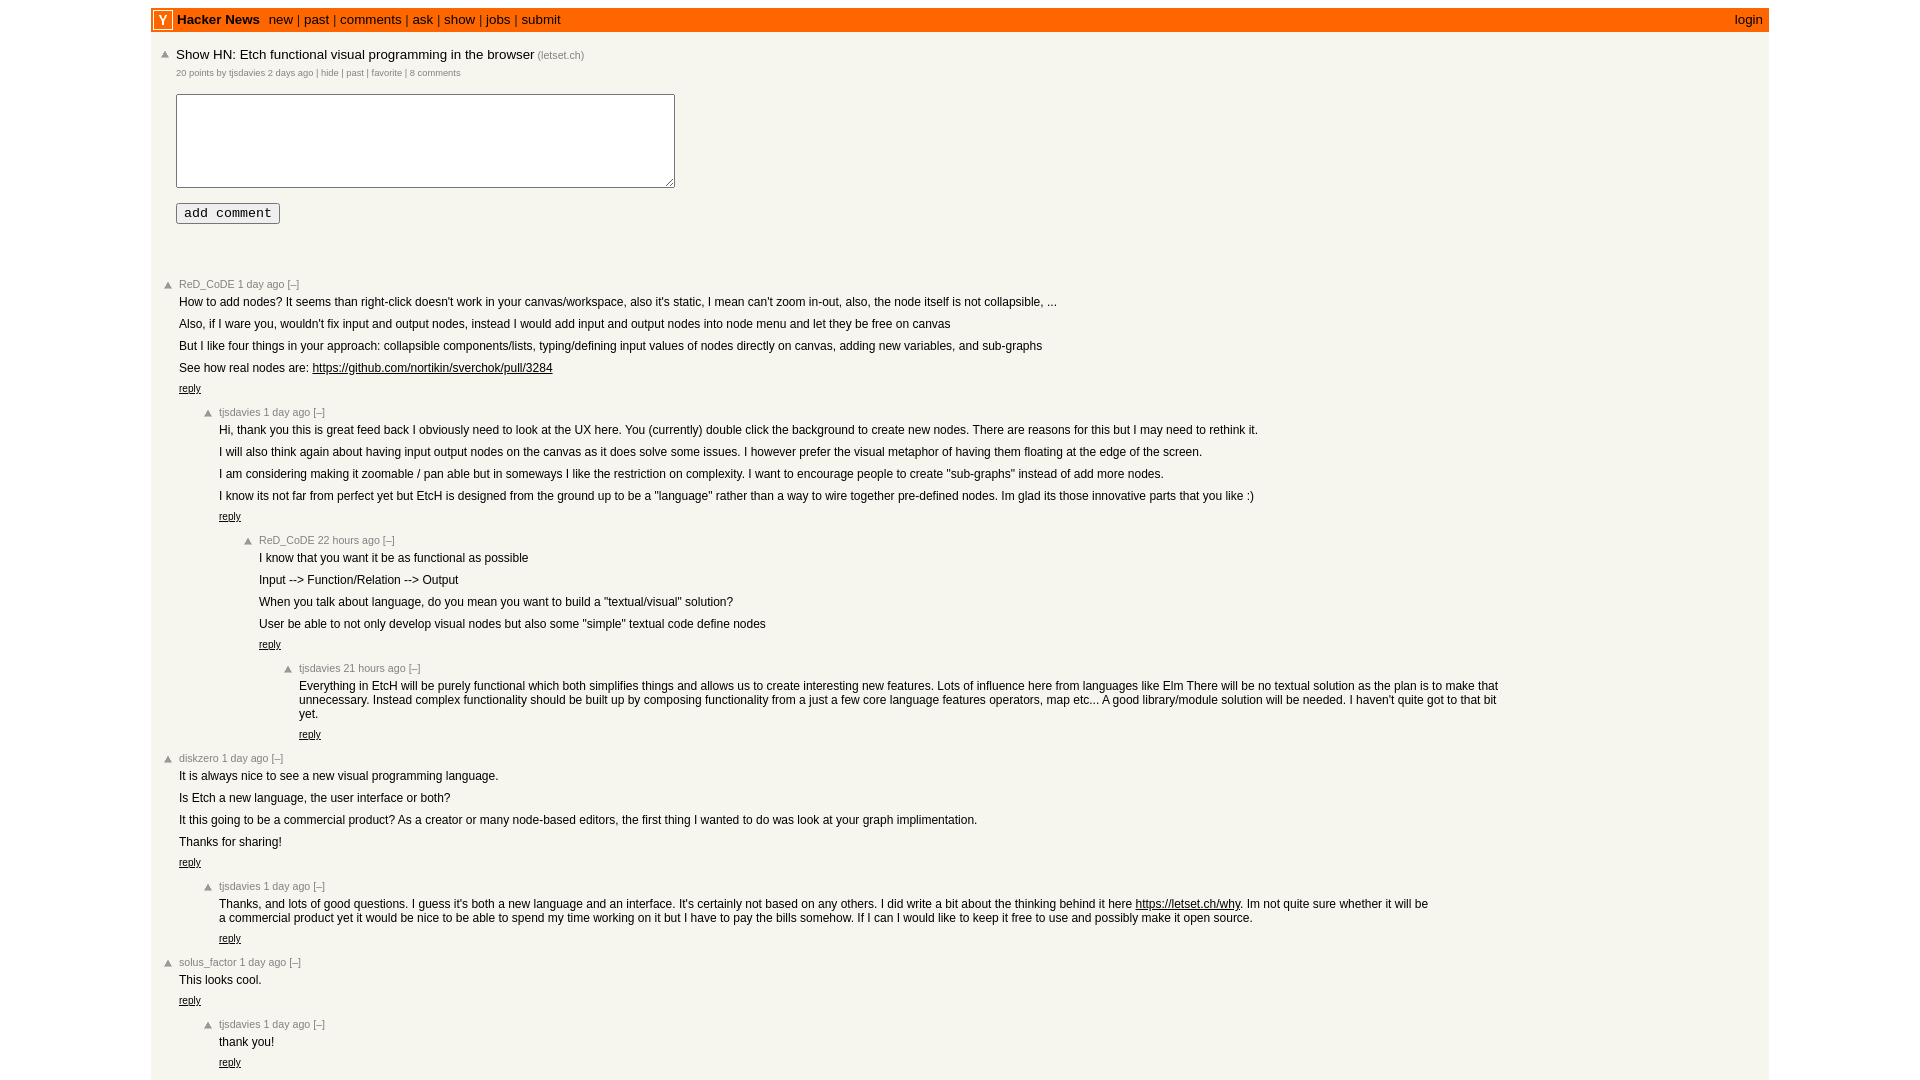 Y Hacker News new | past | comments | ask | show | jobs | submit login
Show HN: Etch functional visual programming in the browser (letset.ch)
20 points by tjsdavies 2 days ago | hide | past | favorite | 8 comments
add comment
ReD_CoDE 1 day ago [–]
How to add nodes? It seems than right-click doesn't work in your canvas/workspace, also it's static, I mean can't zoom in-out, also, the node itself is not collapsible, ...
Also, if I ware you, wouldn't fix input and output nodes, instead I would add input and output nodes into node menu and let they be free on canvas
But I like four things in your approach: collapsible components/lists, typing/defining input values of nodes directly on canvas, adding new variables, and sub-graphs
See how real nodes are: https://github.com/nortikin/sverchok/pull/3284
reply
tjsdavies 1 day ago [–]
Hi, thank you this is great feed back I obviously need to look at the UX here. You (currently) double click the background to create new nodes. There are reasons for this but I may need to rethink it.
I will also think again about having input output nodes on the canvas as it does solve some issues. I however prefer the visual metaphor of having them floating at the edge of the screen.
I am considering making it zoomable / pan able but in someways I like the restriction on complexity. I want to encourage people to create "sub-graphs" instead of add more nodes.
I know its not far from perfect yet but EtcH is designed from the ground up to be a "language" rather than a way to wire together pre-defined nodes. Im glad its those innovative parts that you like :)
reply
ReD_CoDE 22 hours ago [–]
I know that you want it be as functional as possible
Input --> Function/Relation --> Output
When you talk about language, do you mean you want to build a "textual/visual" solution?
User be able to not only develop visual nodes but also some "simple" textual code define nodes
reply
tjsdavies 21 hours ago [–]
Everything in EtcH will be purely functional which both simplifies things and allows us to create interesting new features. Lots of influence here from languages like Elm There will be no textual solution as the plan is to make that
unnecessary. Instead complex functionality should be built up by composing functionality from a just a few core language features operators, map etc... A good library/module solution will be needed. I haven't quite got to that bit
yet.
reply
diskzero 1 day ago [–]
It is always nice to see a new visual programming language.
Is Etch a new language, the user interface or both?
It this going to be a commercial product? As a creator or many node-based editors, the first thing I wanted to do was look at your graph implimentation.
Thanks for sharing!
reply
tjsdavies 1 day ago [–]
Thanks, and lots of good questions. I guess it's both a new language and an interface. It's certainly not based on any others. I did write a bit about the thinking behind it here https://letset.ch/why. Im not quite sure whether it will be
a commercial product yet it would be nice to be able to spend my time working on it but I have to pay the bills somehow. If I can I would like to keep it free to use and possibly make it open source.
reply
solus_factor 1 day ago [–]
This looks cool.
reply
tjsdavies 1 day ago [–]
thank you!
reply